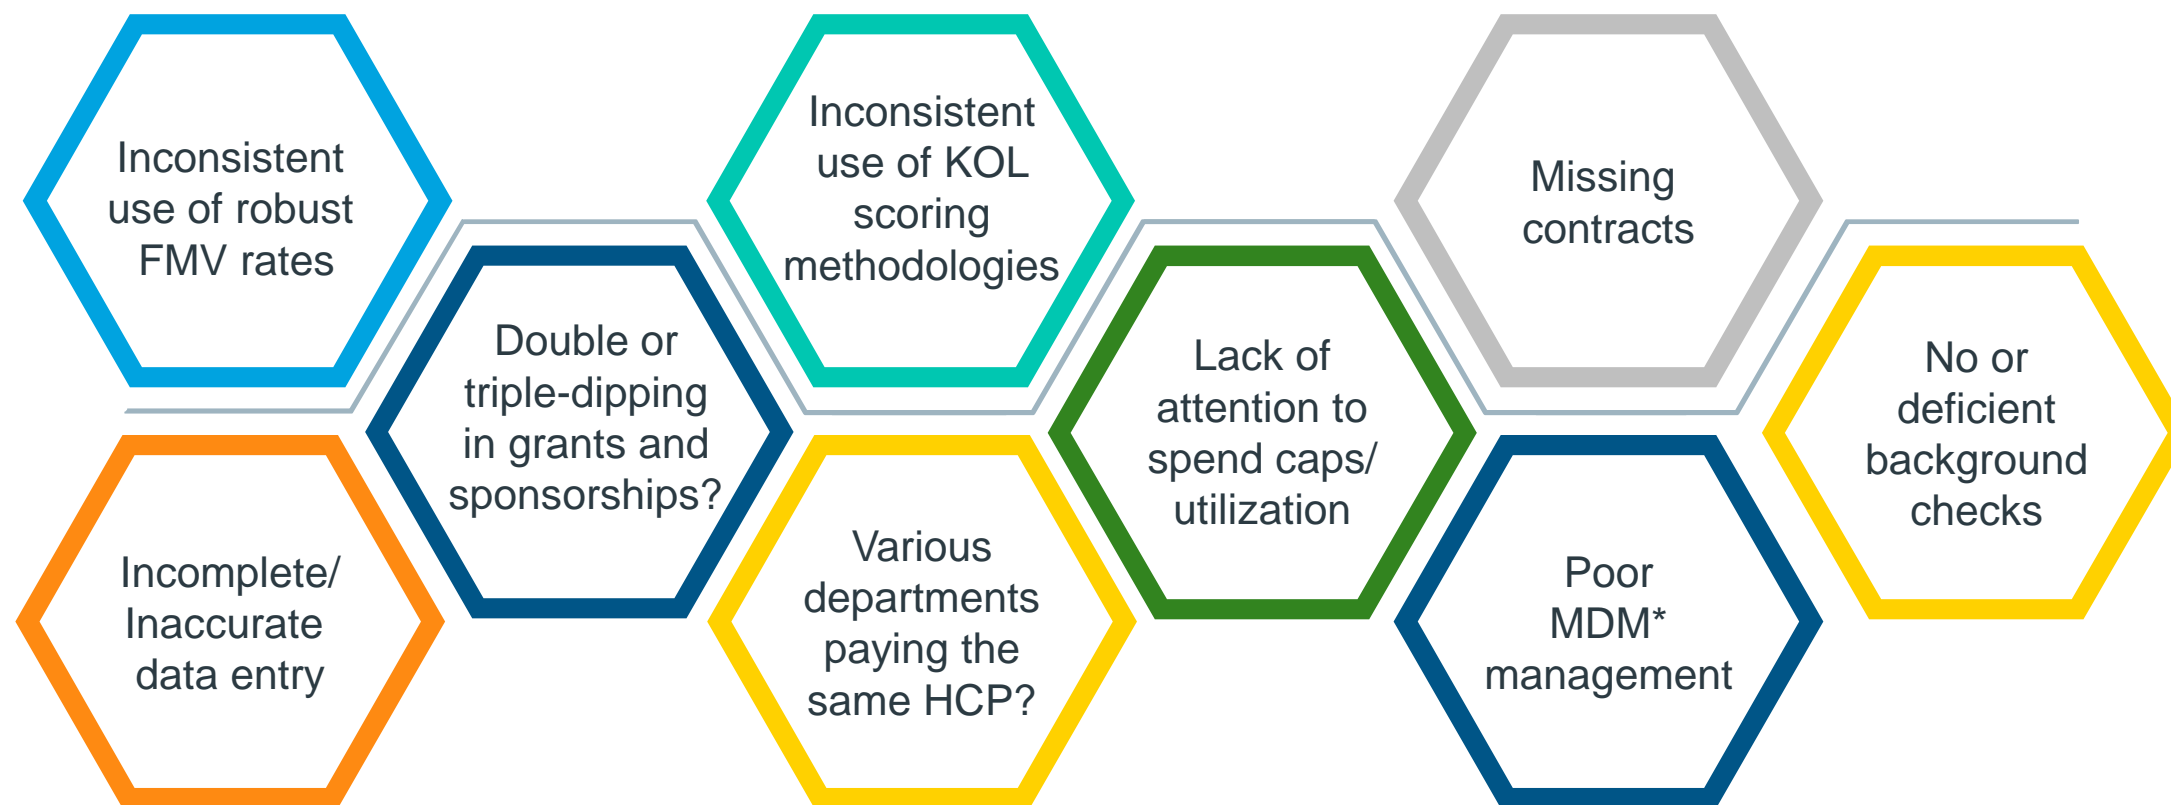 Inconsistent
use of robust
FMV rates
Incomplete/
Inaccurate
data entry
Double or
triple-dipping
in grants and
sponsorships?
Inconsistent
use of KOL
scoring
methodologies
Various
departments
paying the
same HCP?
Lack of
attention to
spend caps/
utilization
Missing
contracts
Poor
MDM*
management
No or
deficient
background
checks